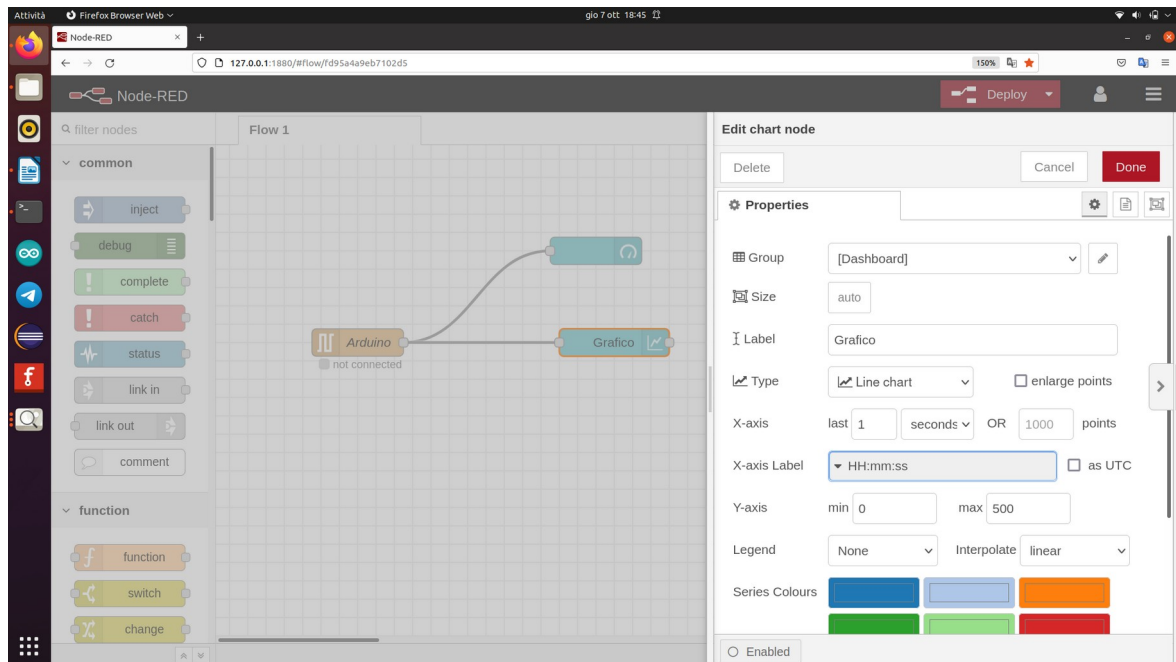 Attività Firefox Browser Web gio 7 ott 18:45
Node-RED × +
127.0.0.1:1880/#flow/fd95a4a9eb7102d5 150%
Node-RED Deploy
filter nodes
Flow 1
common
inject
debug
complete
catch
status
link in
link out
comment
function
function
switch
change
Arduino
not connected
Grafico
Edit chart node
Delete Cancel Done
Properties
Group [Dashboard]
Size auto
Label Grafico
Type Line chart enlarge points
X-axis last 1 seconds OR 1000 points
X-axis Label HH:mm:ss as UTC
Y-axis min 0 max 500
Legend None Interpolate linear
Series Colours
Enabled